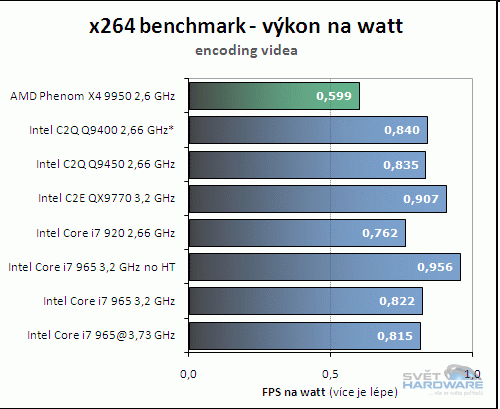 x264 benchmark - výkon na watt
encoding videa
AMD Phenom X4 9950 2,6 GHz
0,599
Intel C2Q Q9400 2,66 GHz*
0,840
Intel C2Q Q9450 2,66 GHz
0,835
Intel C2E QX9770 3,2 GHz
0,907
Intel Core i7 920 2,66 GHz
0,762
Intel Core i7 965 3,2 GHz no HT
0,956
Intel Core i7 965 3,2 GHz
0,822
Intel Core i7 965@3,73 GHz
0,815
0,0
0,5
1,0
FPS na watt (více je lépe)
SVĚT
HARDWARE